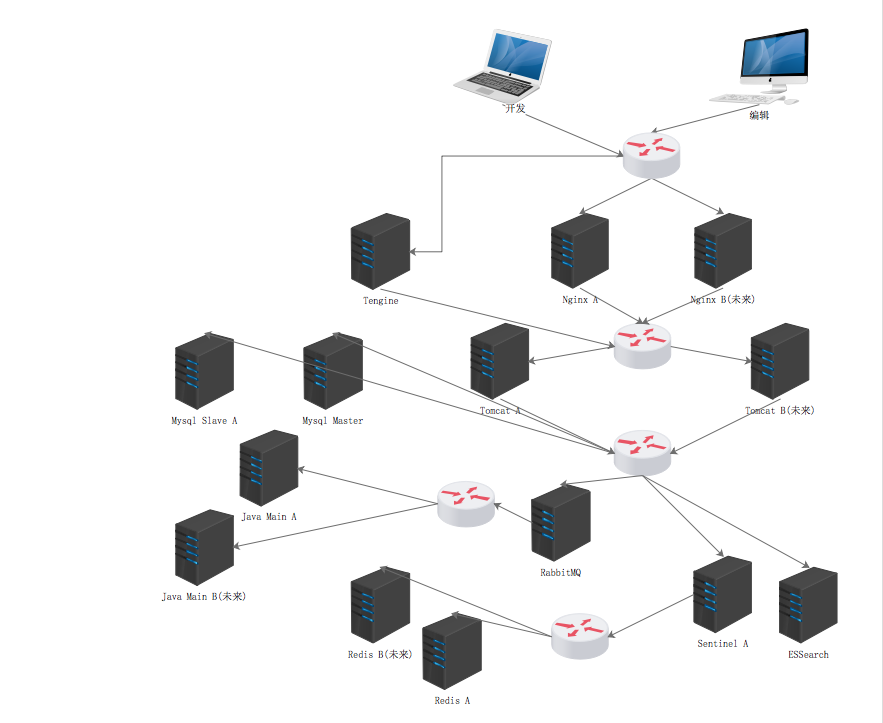 `开发
编辑
Tengine
Nginx A
Nginx B(未来)
Mysql Slave A
Mysql Master
Tomcat A
Tomcat B(未来)
Java Main A
RabbitMQ
Java Main B(未来)
Redis B(未来)
Sentinel A
ESSearch
Redis A